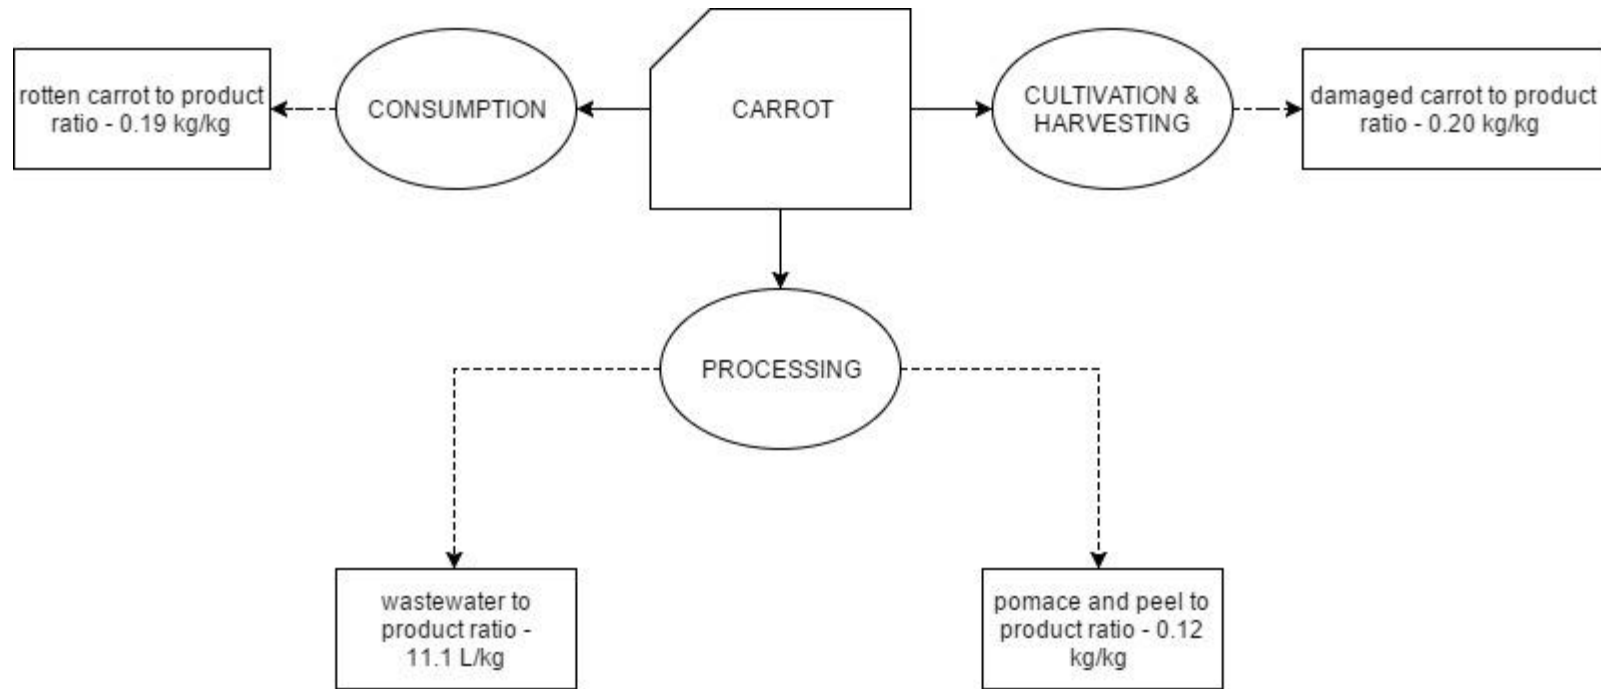 rotten carrot to product
ratio - 0.19 kg/kg
CONSUMPTION
CARROT
CULTIVATION &
HARVESTING
damaged carrot to product
ratio - 0.20 kg/kg
PROCESSING
wastewater to
product ratio -
11.1 L/kg
pomace and peel to
product ratio - 0.12
kg/kg